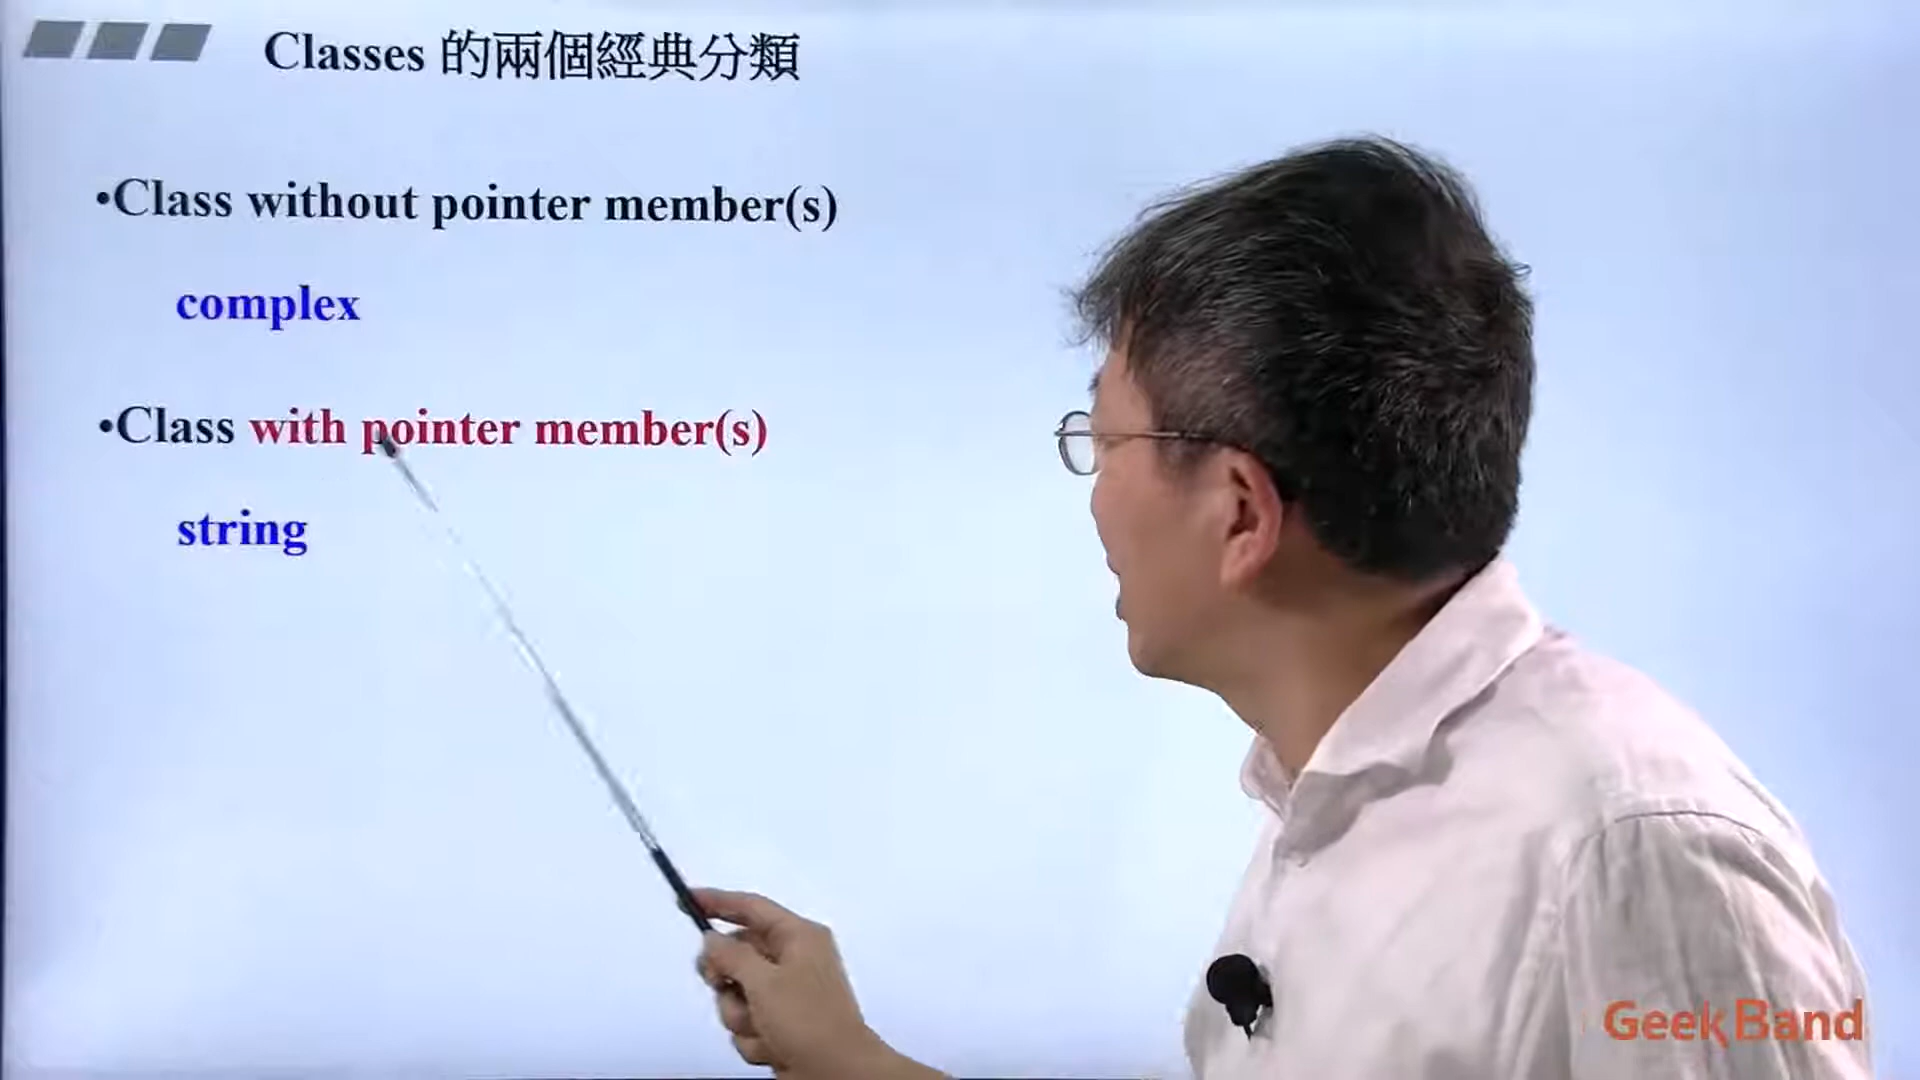 Classes 的兩個經典分類
•Class without pointer member(s)
complex
•Class with pointer member(s)
string
GeekBand